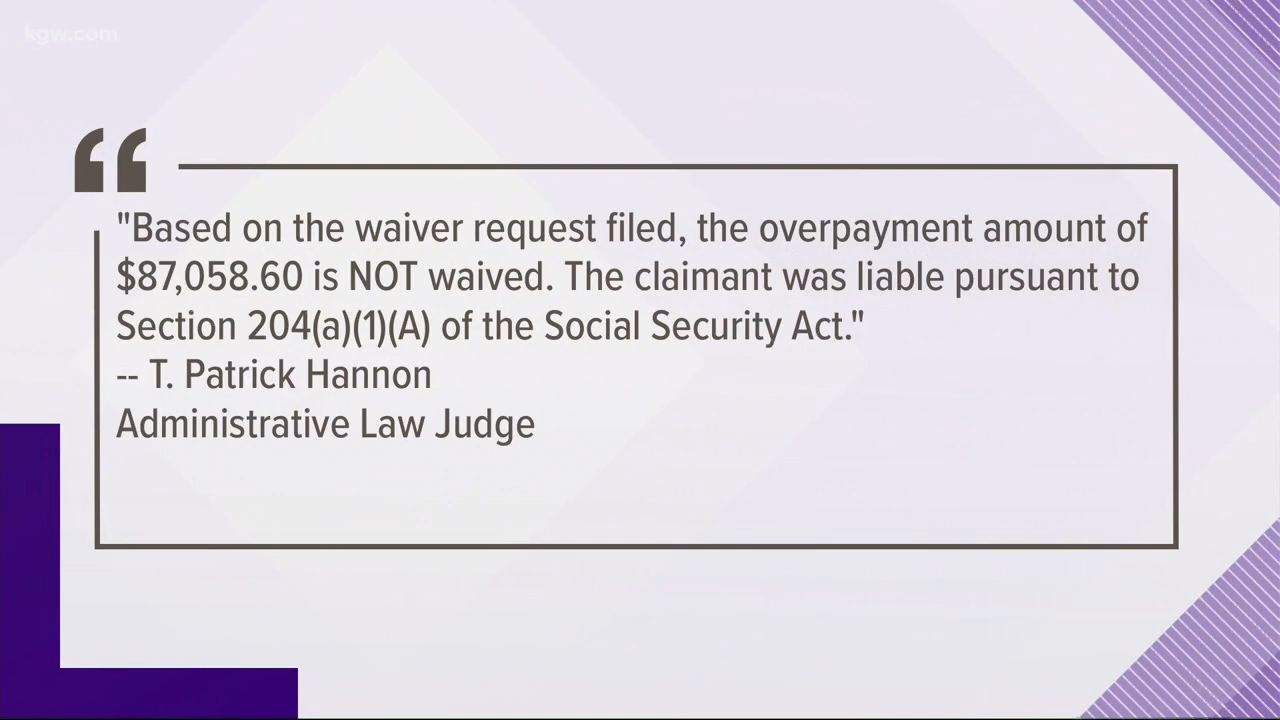 kgw.com
"Based on the waiver request filed, the overpayment amount of
$87,058.60 is NOT waived. The claimant was liable pursuant to
Section 204(a)(1)(A) of the Social Security Act."
-- T. Patrick Hannon
Administrative Law Judge